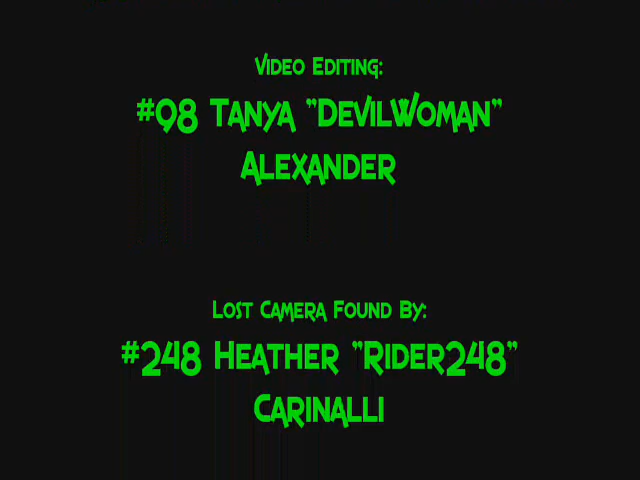 Video Editing:
#98 Tanya "DevilWoman"
Alexander
Lost Camera Found By:
#248 Heather "Rider248"
Carinalli